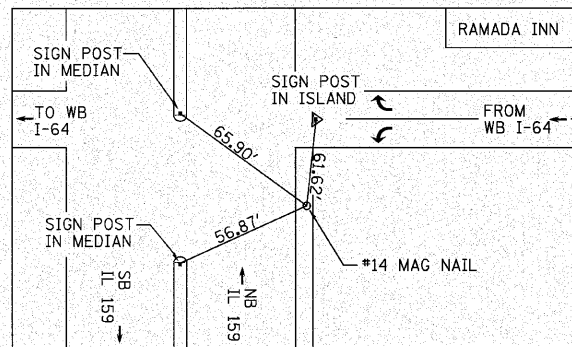 RAMADA INN
SIGN POST
IN MEDIAN
SIGN POST
IN ISLAND
TO WB
I-64
FROM
WB I-64
65.90'
61.62'
56.87'
SIGN POST
IN MEDIAN
#14 MAG NAIL
SB
IL 159
NB
IL 159